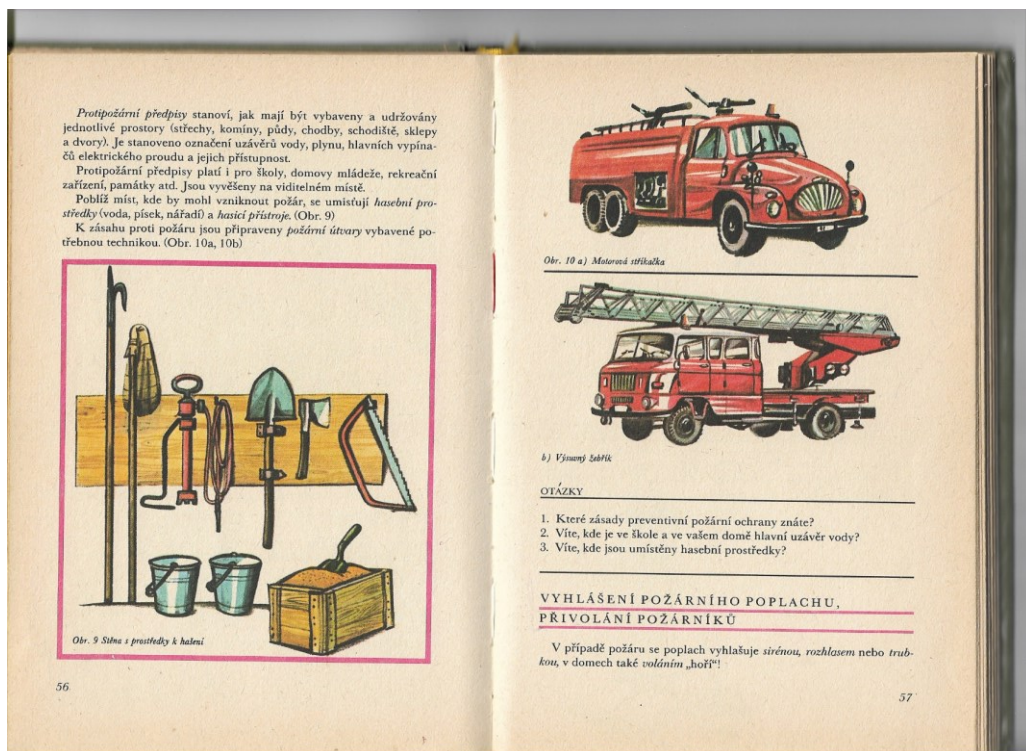 Protipožární předpisy stanoví, jak mají být vybaveny a udržovány
jednotlivé prostory (střechy, komíny, půdy, chodby, schodiště, sklepy
a dvory). Je stanoveno označení uzávěrů vody, plynu, hlavních vypína-
čů elektrického proudu a jejich přístupnost.
Protipožární předpisy platí i pro školy, domovy mládeže, rekreační
zařízení, památky atd. Jsou vyvěšeny na viditelném místě.
Poblíž míst, kde by mohl vzniknout požár, se umisťují hasební pro-
středky (voda, písek, nářadí) a hasicí přístroje. (Obr. 9)
K zásahu proti požáru jsou připraveny požární útvary vybavené po-
třebnou technikou. (Obr. 10a, 10b)
Obr. 9 Stěna s prostředky k hašení
56
Obr. 10 a) Motorová stříkačka
b) Výsuvný žebřík
OTÁZKY
1. Které zásady preventivní požární ochrany znáte?
2. Víte, kde je ve škole a ve vašem domě hlavní uzávěr vody?
3. Víte, kde jsou umístěny hasební prostředky?
VYHLÁŠENÍ POŽÁRNÍHO POPLACHU,
PŘIVOLÁNÍ POŽÁRNÍKŮ
V případě požáru se poplach vyhlašuje sirénou, rozhlasem nebo trub-
kou, v domech také voláním „hoří“!
57